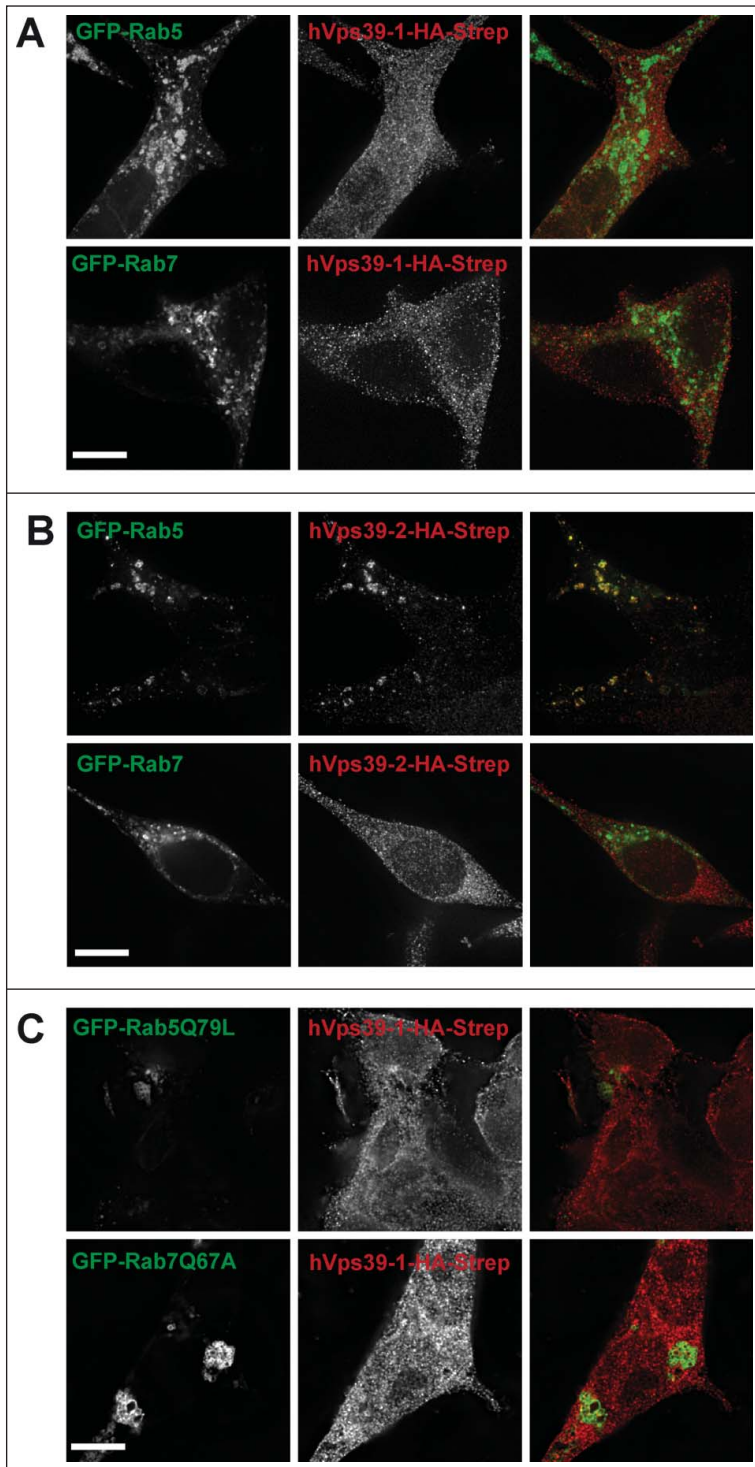 A
GFP-Rab5
hVps39-1-HA-Strep
GFP-Rab7
hVps39-1-HA-Strep
B
GFP-Rab5
hVps39-2-HA-Strep
GFP-Rab7
hVps39-2-HA-Strep
C
GFP-Rab5Q79L
hVps39-1-HA-Strep
GFP-Rab7Q67A
hVps39-1-HA-Strep